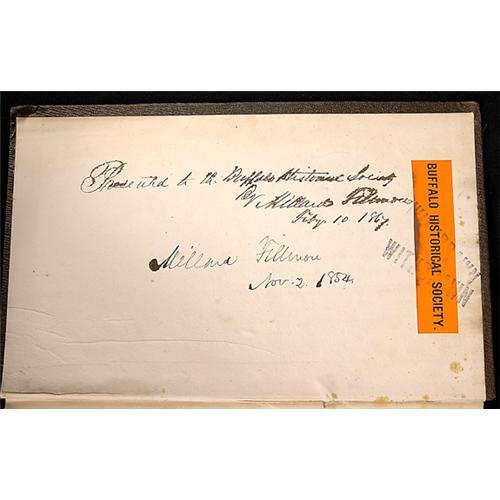 Presented to the Buffalo Historical Society
By Millard Fillmore
Feby. 10. 1867.
Millard Fillmore
Nov. 2. 1854.
BUFFALO HISTORICAL SOCIETY.